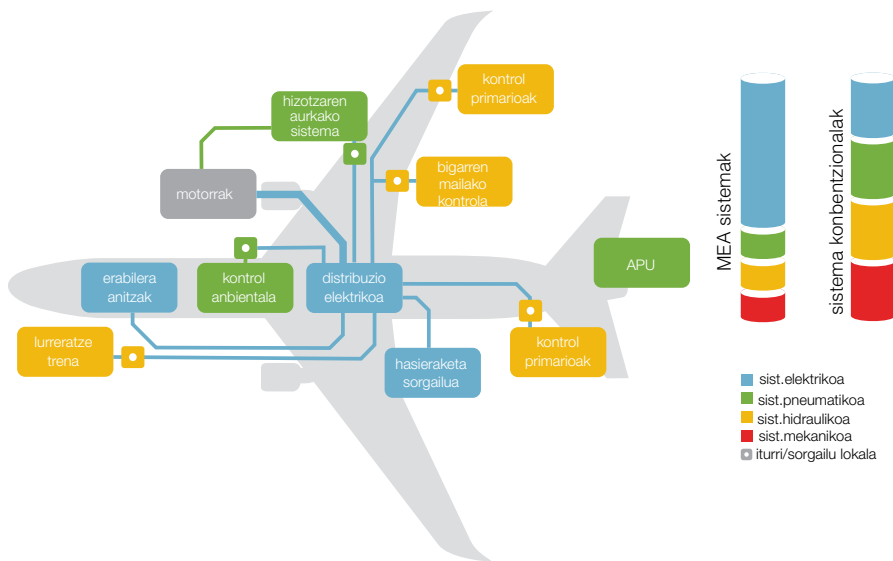 kontrol
primarioak
hizotzaren
aurkako
sistema
bigarren
mailako
kontrola
motorrak
erabilera
anitzak
kontrol
anbientala
distribuzio
elektrikoa
APU
lurreratze
trena
hasieraketa
sorgailua
kontrol
primarioak
MEA sistemak
sistema konbentzionalak
sist.elektrikoa
sist.pneumatikoa
sist.hidraulikoa
sist.mekanikoa
iturri/sorgailu lokala